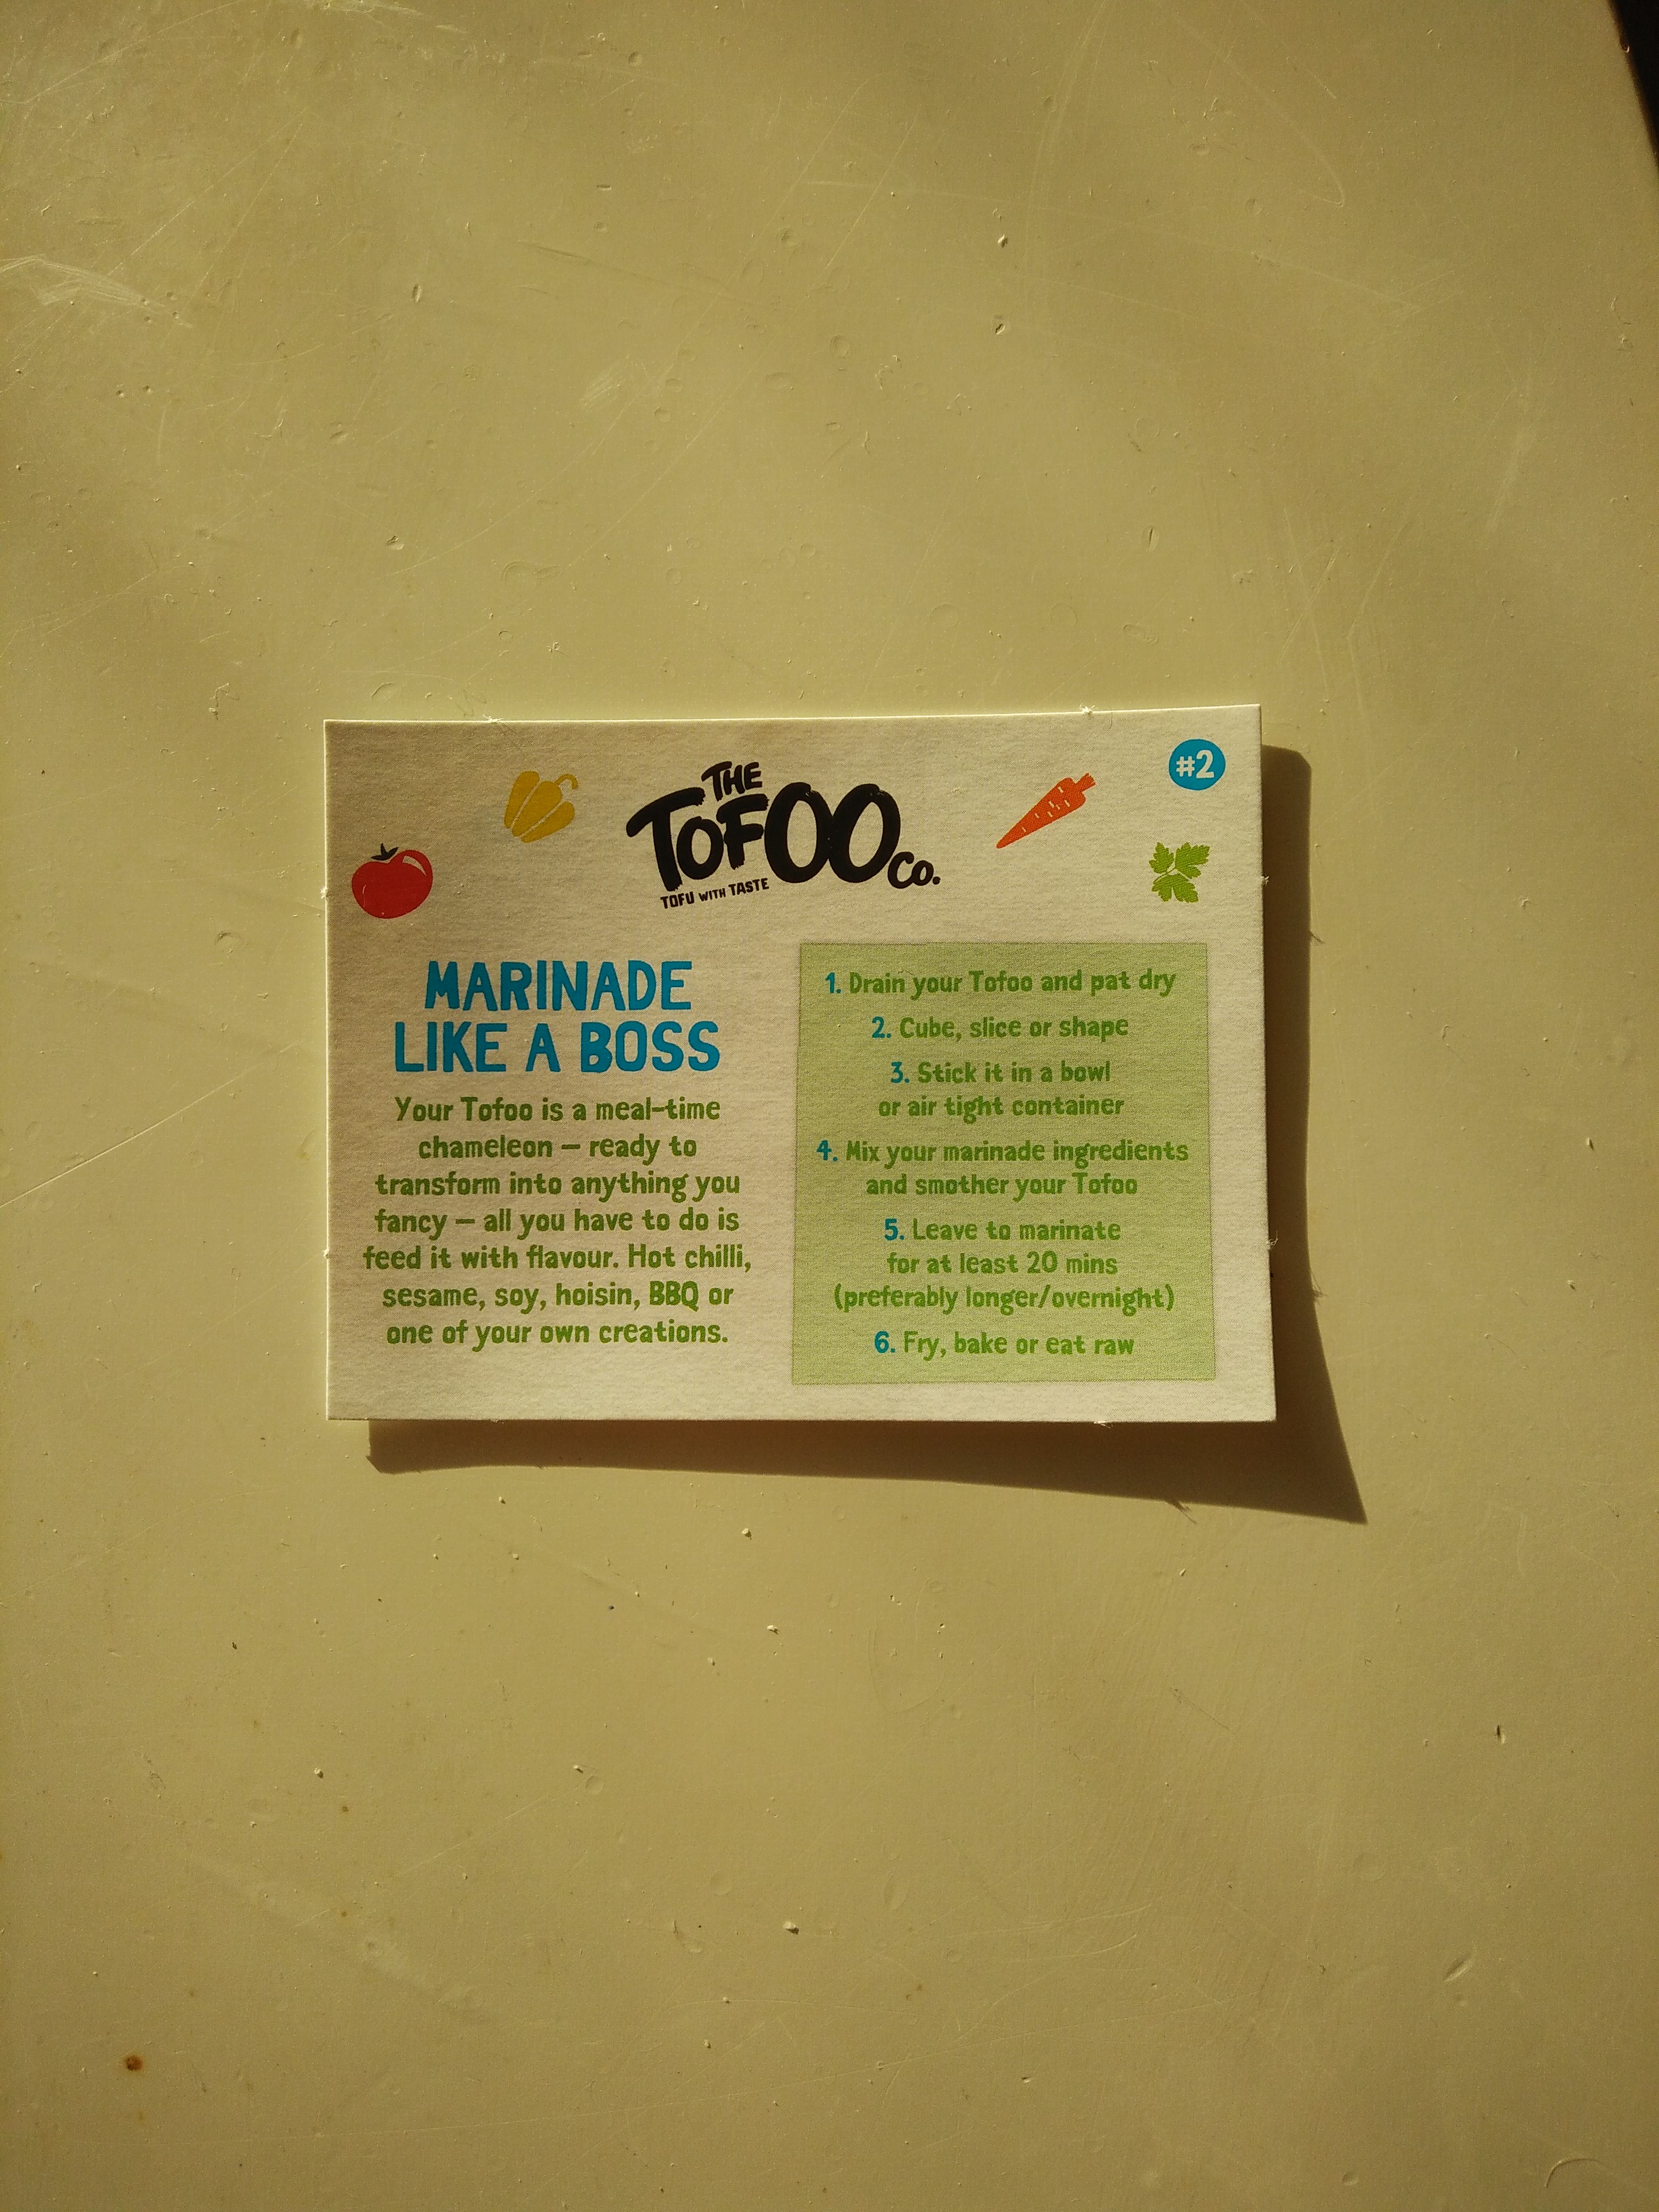 THE
TOFOO Co.
TOFU WITH TASTE
#2
MARINADE
LIKE A BOSS
Your Tofoo is a meal-time
chameleon – ready to
transform into anything you
fancy – all you have to do is
feed it with flavour. Hot chilli,
sesame, soy, hoisin, BBQ or
one of your own creations.
1. Drain your Tofoo and pat dry
2. Cube, slice or shape
3. Stick it in a bowl
or air tight container
4. Mix your marinade ingredients
and smother your Tofoo
5. Leave to marinate
for at least 20 mins
(preferably longer/overnight)
6. Fry, bake or eat raw